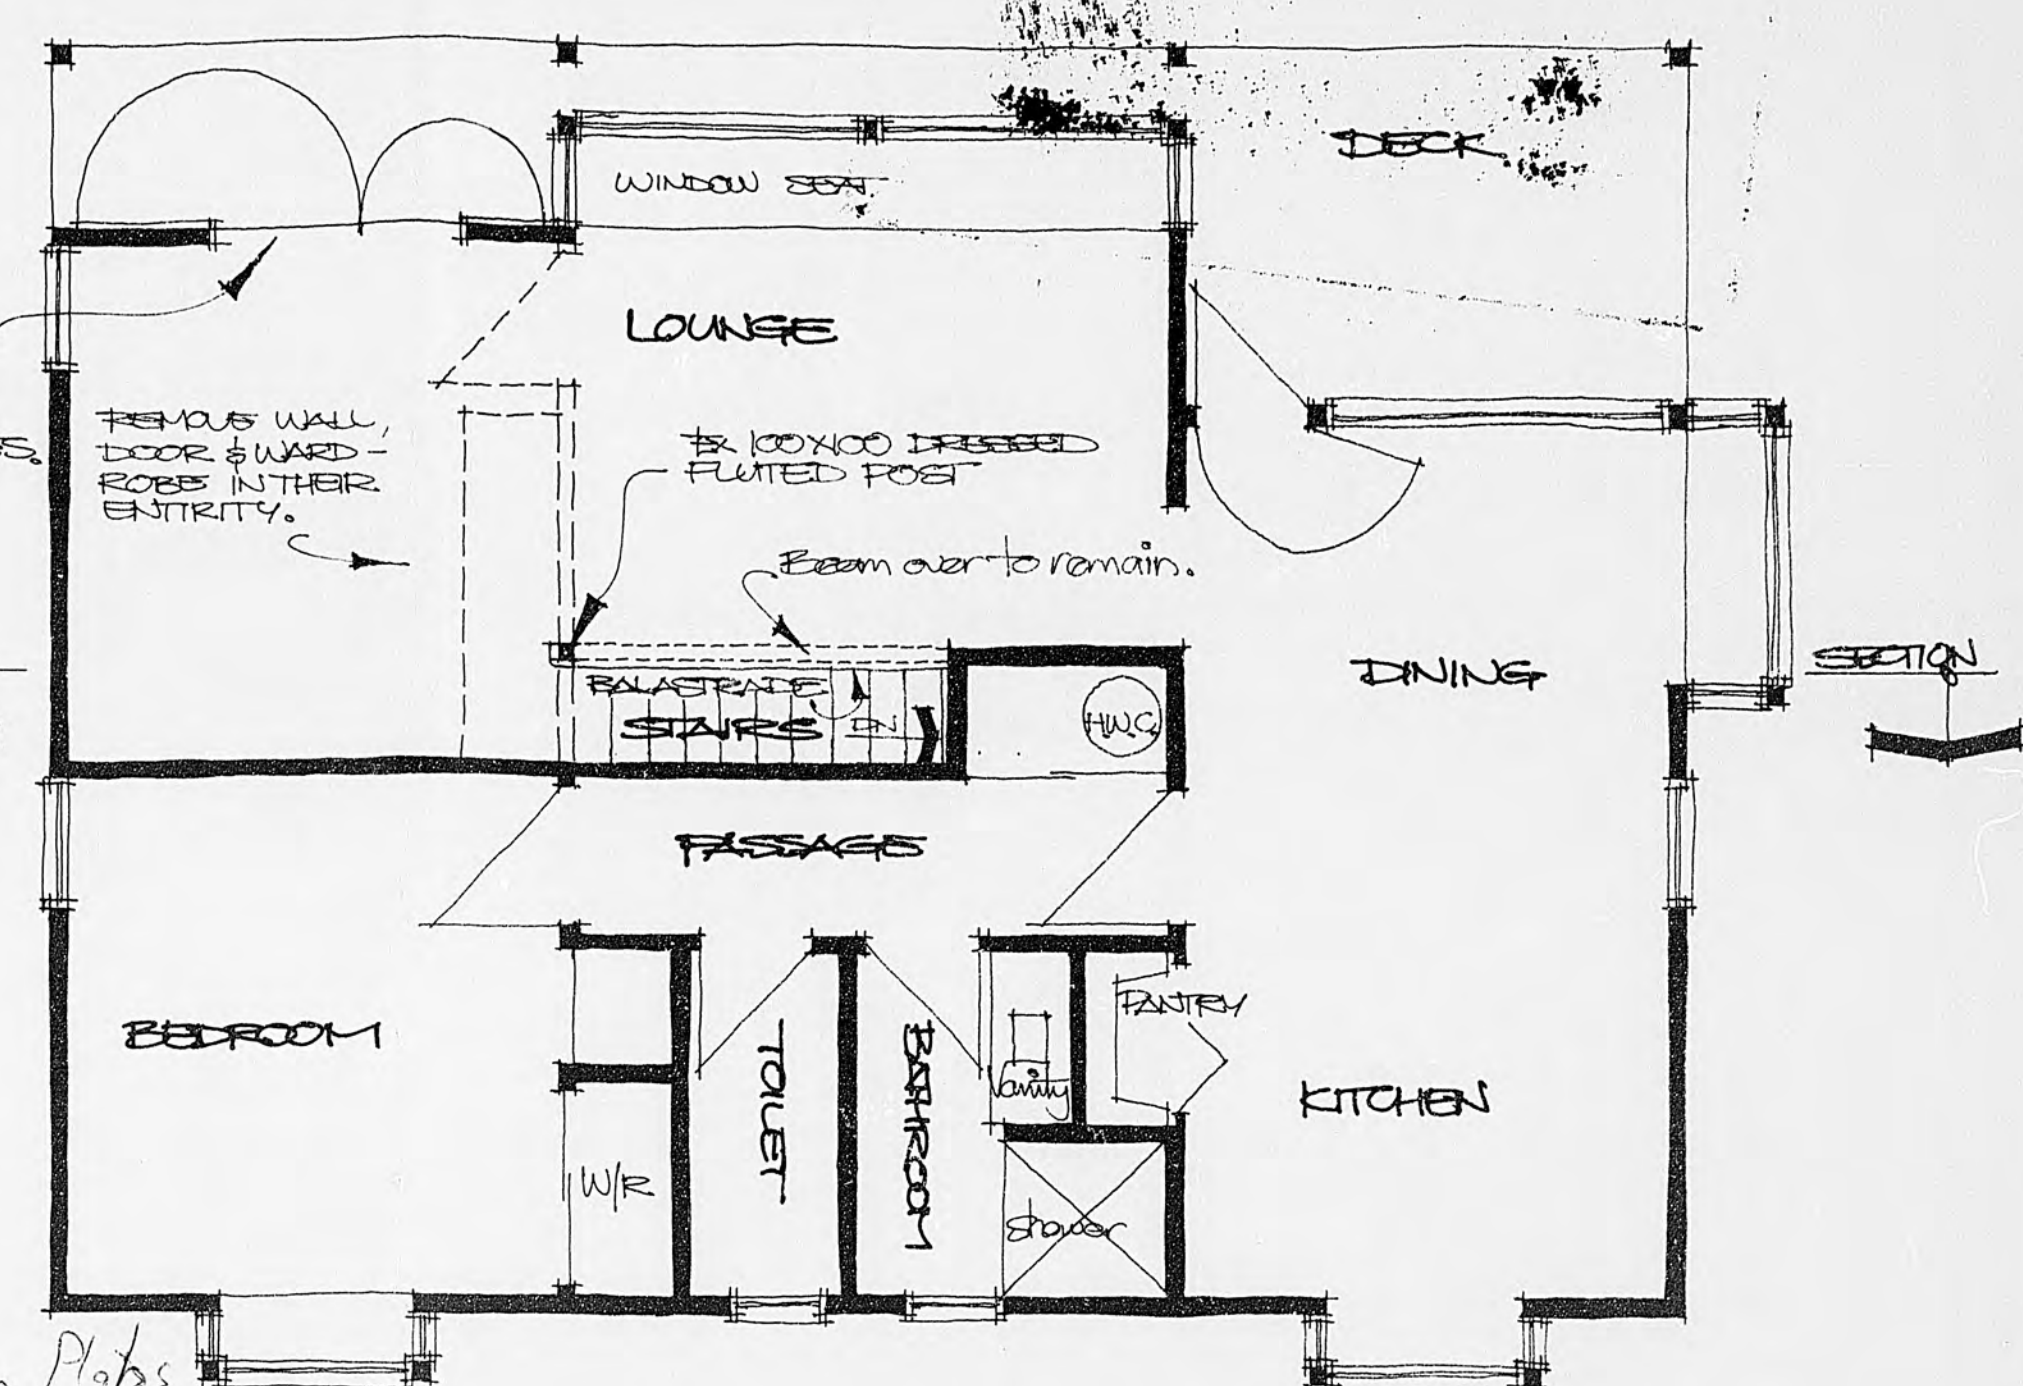 DECK
WINDOW SEAT
LOUNGE
REMOVE WALL,
DOOR & WARD-
ROBE IN THEIR
ENTIRITY.
EX 100X100 DRESSED
FLUTED POST
Beam over to remain.
BALASTRADE
STAIRS
DN
H.W.C.
DINING
SECTION
PASSAGE
BEDROOM
W/R
TOILET
BATHROOM
Vanity
shower
PANTRY
KITCHEN
Plates